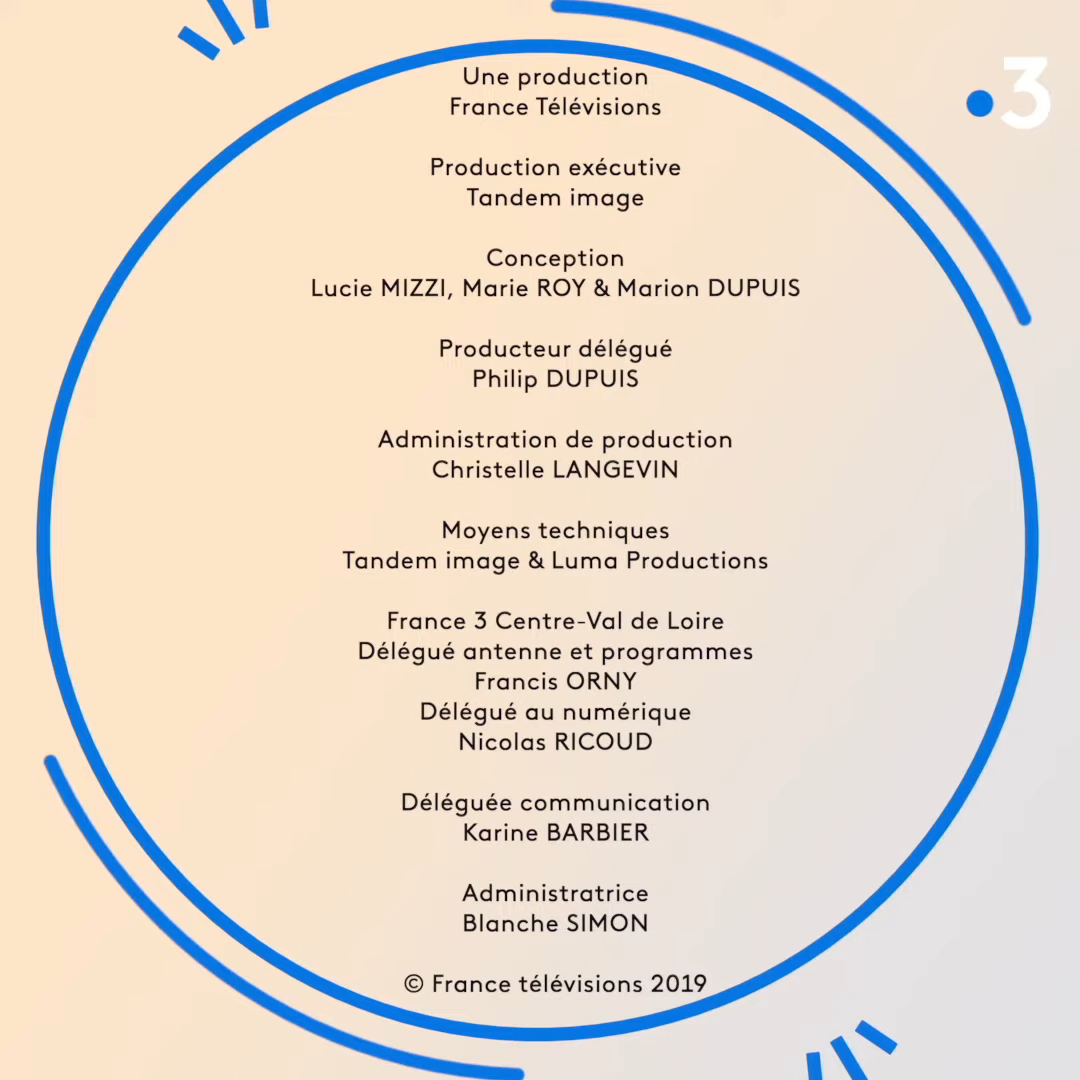 3
Une production
France Télévisions
Production exécutive
Tandem image
Conception
Lucie MIZZI, Marie ROY & Marion DUPUIS
Producteur délégué
Philip DUPUIS
Administration de production
Christelle LANGEVIN
Moyens techniques
Tandem image & Luma Productions
France 3 Centre-Val de Loire
Délégué antenne et programmes
Francis ORNY
Délégué au numérique
Nicolas RICOUD
Déléguée communication
Karine BARBIER
Administratrice
Blanche SIMON
© France télévisions 2019